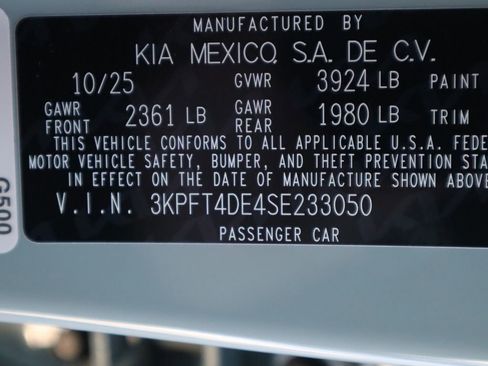 MANUFACTURED BY
KIA MEXICO, S.A. DE C.V.
10/25 GVWR 3924 LB PAINT
GAWR FRONT 2361 LB GAWR REAR 1980 LB TRIM
THIS VEHICLE CONFORMS TO ALL APPLICABLE U.S.A. FEDE
MOTOR VEHICLE SAFETY, BUMPER, AND THEFT PREVENTION STA
IN EFFECT ON THE DATE OF MANUFACTURE SHOWN ABOVE
V.I.N. 3KPFT4DE4SE233050
PASSENGER CAR
G500